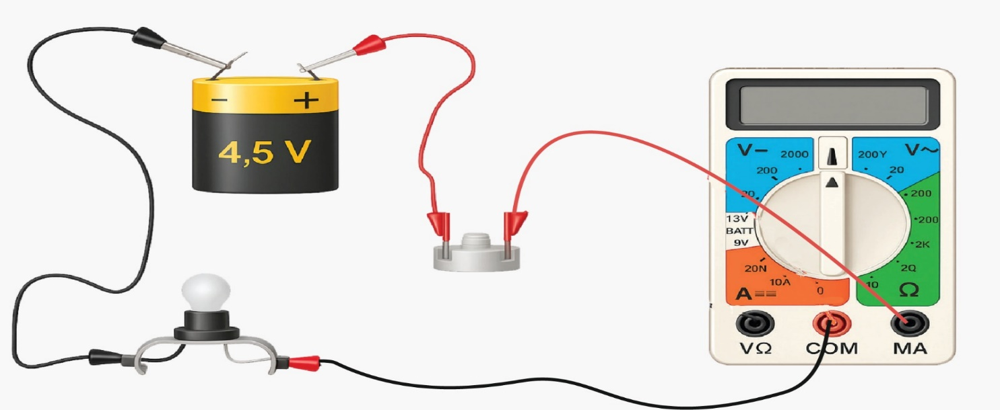 − +
4,5 V
V− 2000
200
20
13V
BATT
9V
20N
10A
A
0
200Y V~
20
200
200
2K
2Q
10 Ω
VΩ COM MA